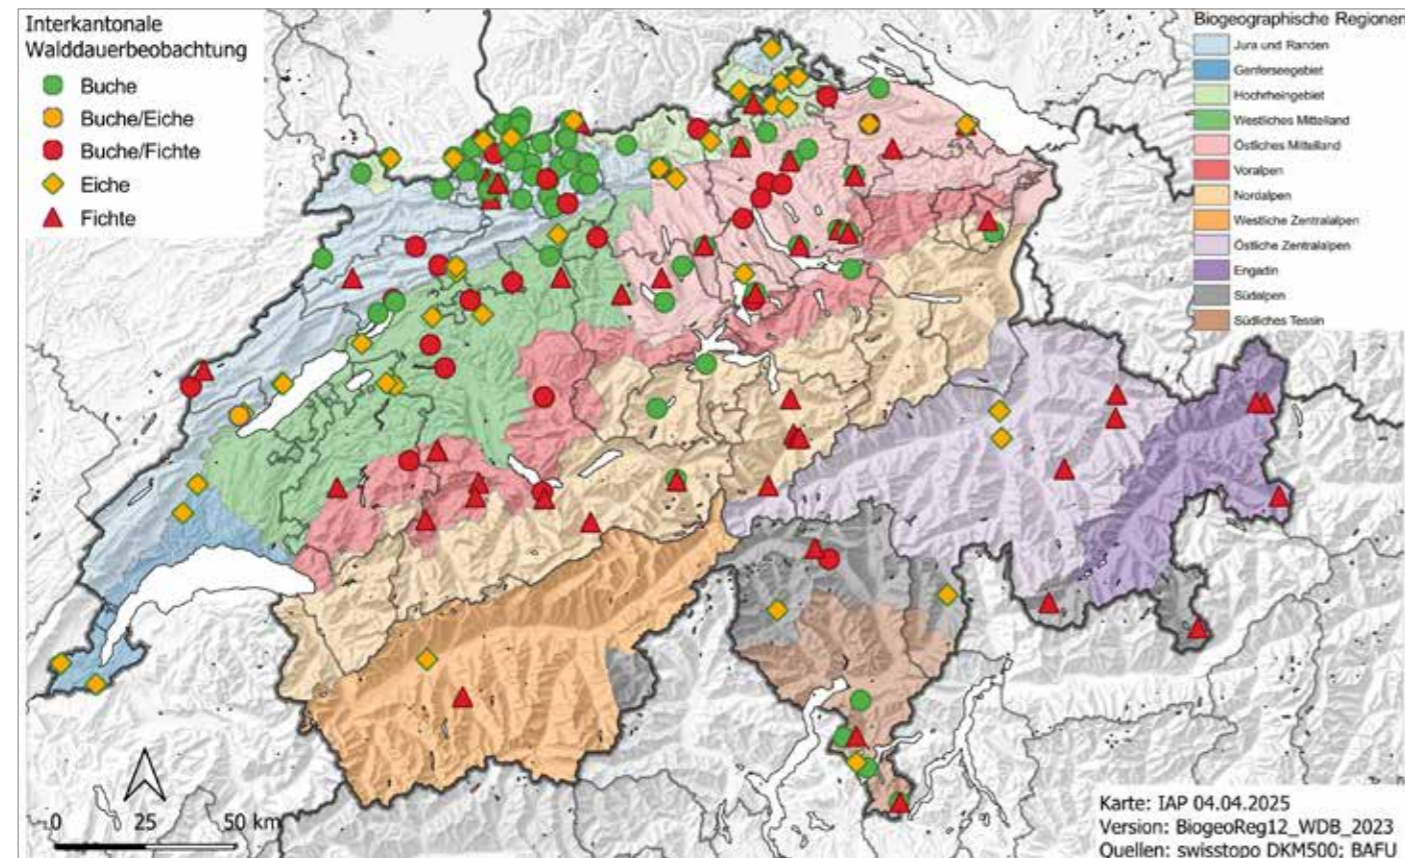 Interkantonale
Walddauerbeobachtung
Buche
Buche/Eiche
Buche/Fichte
Eiche
Fichte
Biogeographische Regionen
Jura und Randen
Genferseegebiet
Hochrheingebiet
Westliches Mittelland
Östliches Mittelland
Voralpen
Nordalpen
Westliche Zentralalpen
Östliche Zentralalpen
Engadin
Südalpen
Südliches Tessin
0 25 50 km
Karte: IAP 04.04.2025
Version: BiogeoReg12_WDB_2023
Quellen: swisstopo DKM500; BAFU